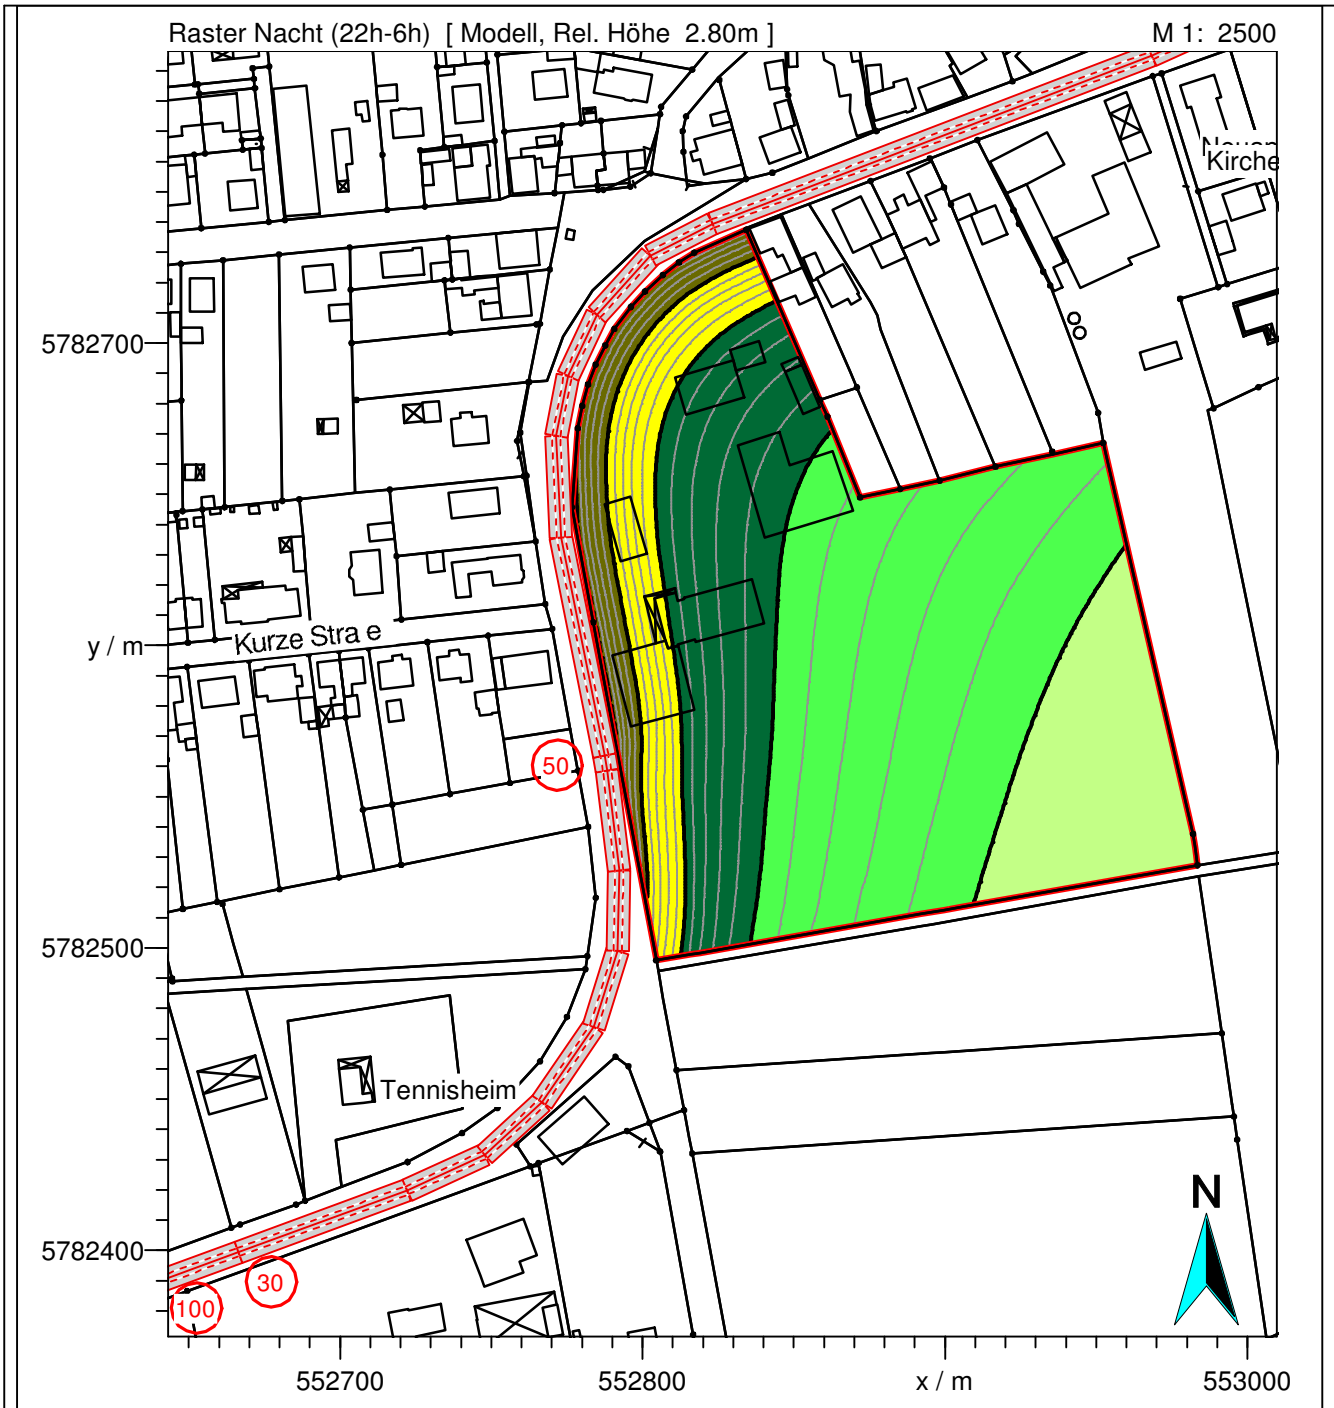 Raster Nacht (22h-6h) [ Modell, Rel. Höhe 2.80m ] M 1: 2500
Kirche
5782700
Kurze Stra e
y / m
50
5782500
Tennisheim
N
5782400
30
100
552700 552800 x / m 553000